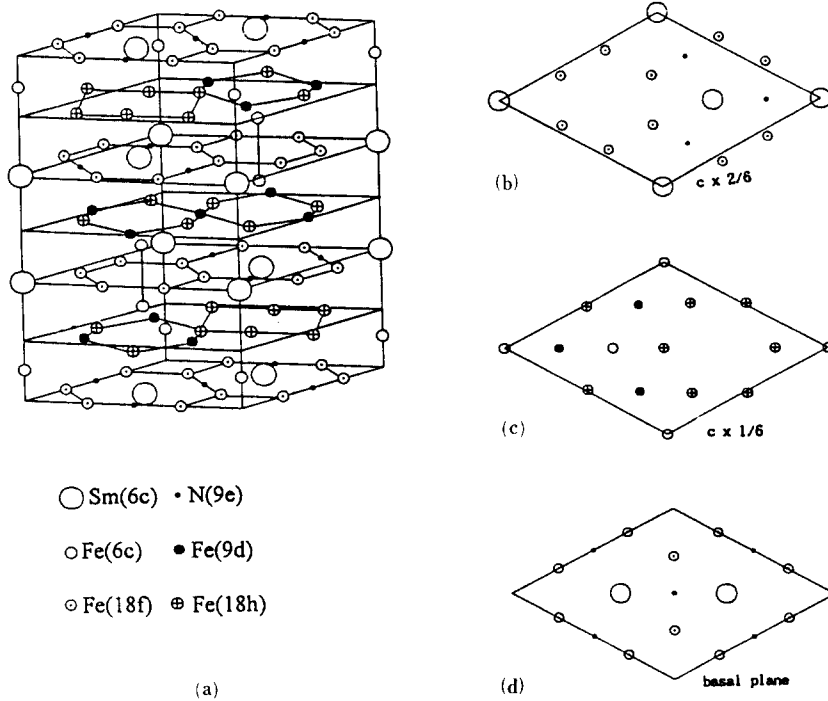 (b)
c x 2/6
(c)
c x 1/6
Sm(6c) N(9e)
Fe(6c) Fe(9d)
Fe(18f) Fe(18h)
(a)
(d)
basal plane